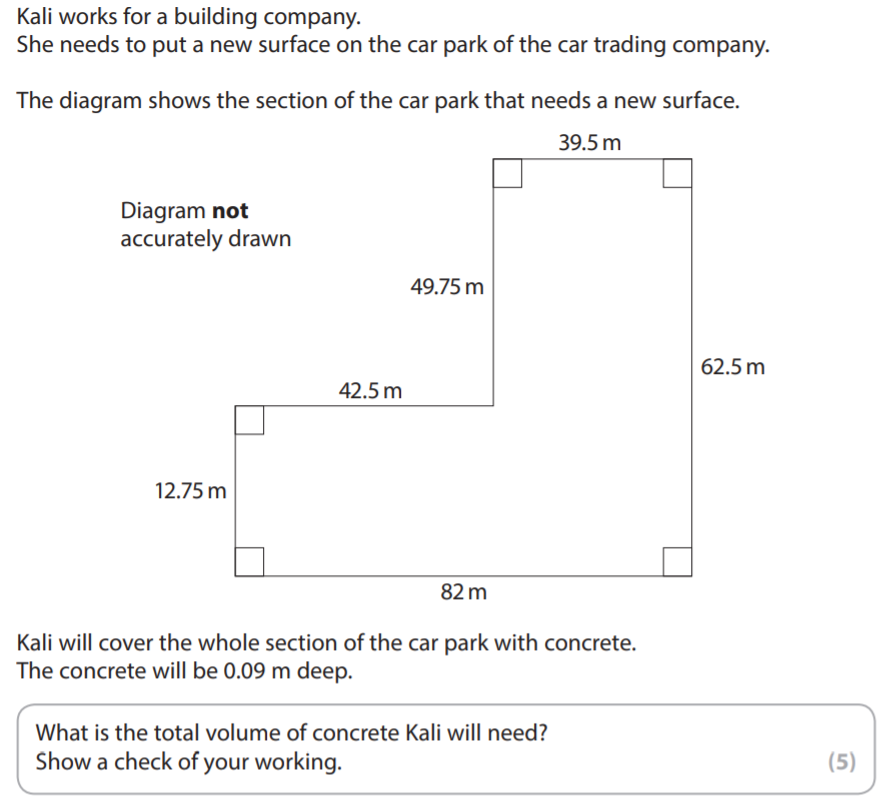 Kali works for a building company.
She needs to put a new surface on the car park of the car trading company.
The diagram shows the section of the car park that needs a new surface.
39.5 m
Diagram not
accurately drawn
49.75 m
62.5 m
42.5 m
12.75 m
82 m
Kali will cover the whole section of the car park with concrete.
The concrete will be 0.09 m deep.
What is the total volume of concrete Kali will need?
Show a check of your working.
(5)